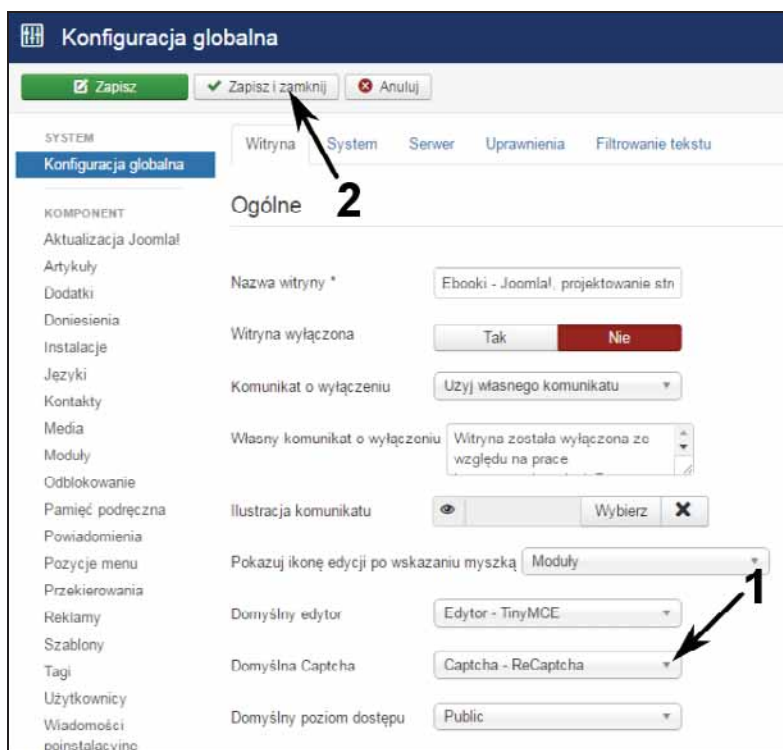 Konfiguracja globalna
Zapisz
Zapisz i zamknij
Anuluj
SYSTEM
Konfiguracja globalna
KOMPONENT
Aktualizacja Joomla!
Artykuły
Dodatki
Doniesienia
Instalacje
Języki
Kontakty
Media
Moduły
Odblokowanie
Pamięć podręczna
Powiadomienia
Pozycje menu
Przekierowania
Reklamy
Szablony
Tagi
Użytkownicy
Wiadomości
poinstalacyjne
Witryna
System
Serwer
Uprawnienia
Filtrowanie tekstu
2
Ogólne
Nazwa witryny *
Ebooki - Joomla!, projektowanie stn
Witryna wyłączona
Tak
Nie
Komunikat o wyłączeniu
Użyj własnego komunikatu
Własny komunikat o wyłączeniu
Witryna została wyłączona ze
względu na prace
Ilustracja komunikatu
Wybierz
Pokazuj ikonę edycji po wskazaniu myszką
Moduły
1
Domyślny edytor
Edytor - TinyMCE
Domyślna Captcha
Captcha - ReCaptcha
Domyślny poziom dostępu
Public